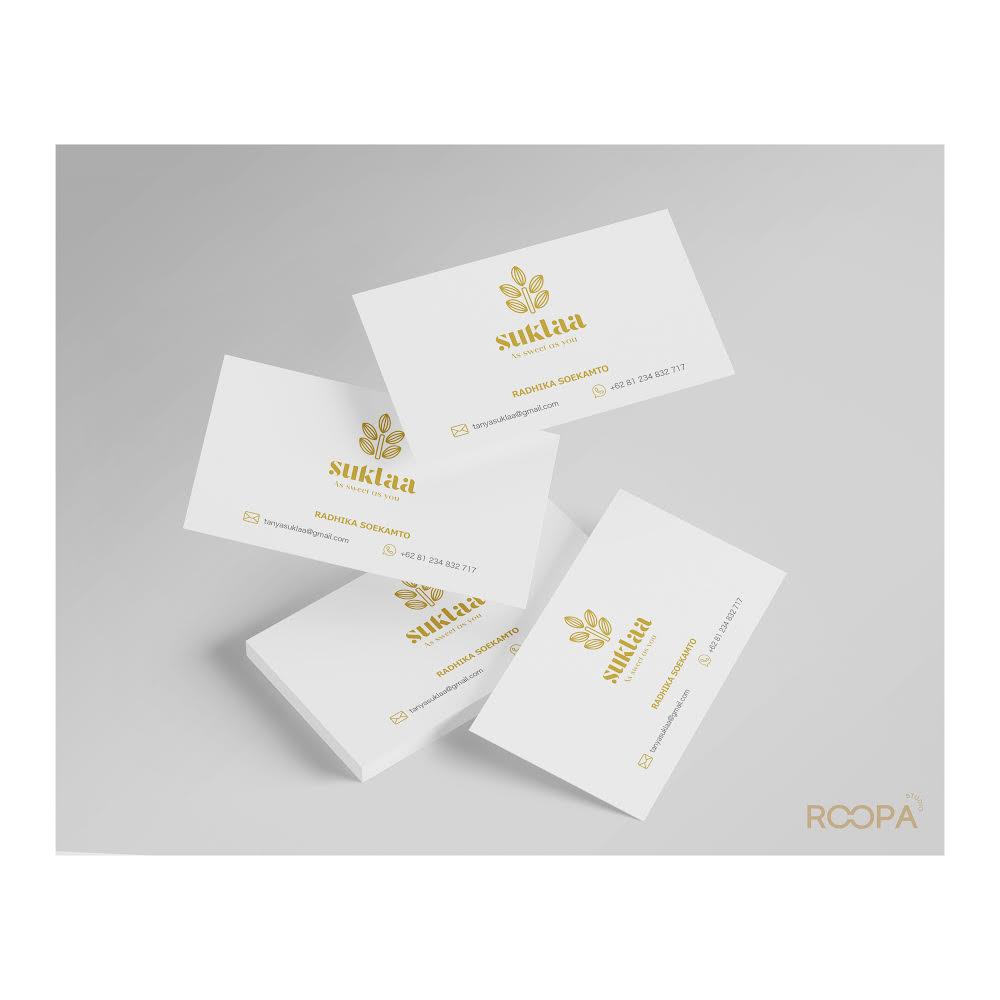 suklaa
As sweet as you
RADHIKA SOEKAMTO
tanyasuklaa@gmail.com
+62 81 234 832 717
suklaa
As sweet as you
RADHIKA SOEKAMTO
tanyasuklaa@gmail.com
+62 81 234 832 717
suklaa
As sweet as you
RADHIKA SOEKAMTO
tanyasuklaa@gmail.com
suklaa
As sweet as you
RADHIKA SOEKAMTO
tanyasuklaa@gmail.com
+62 81 234 832 717
ROOPA
STUDIO